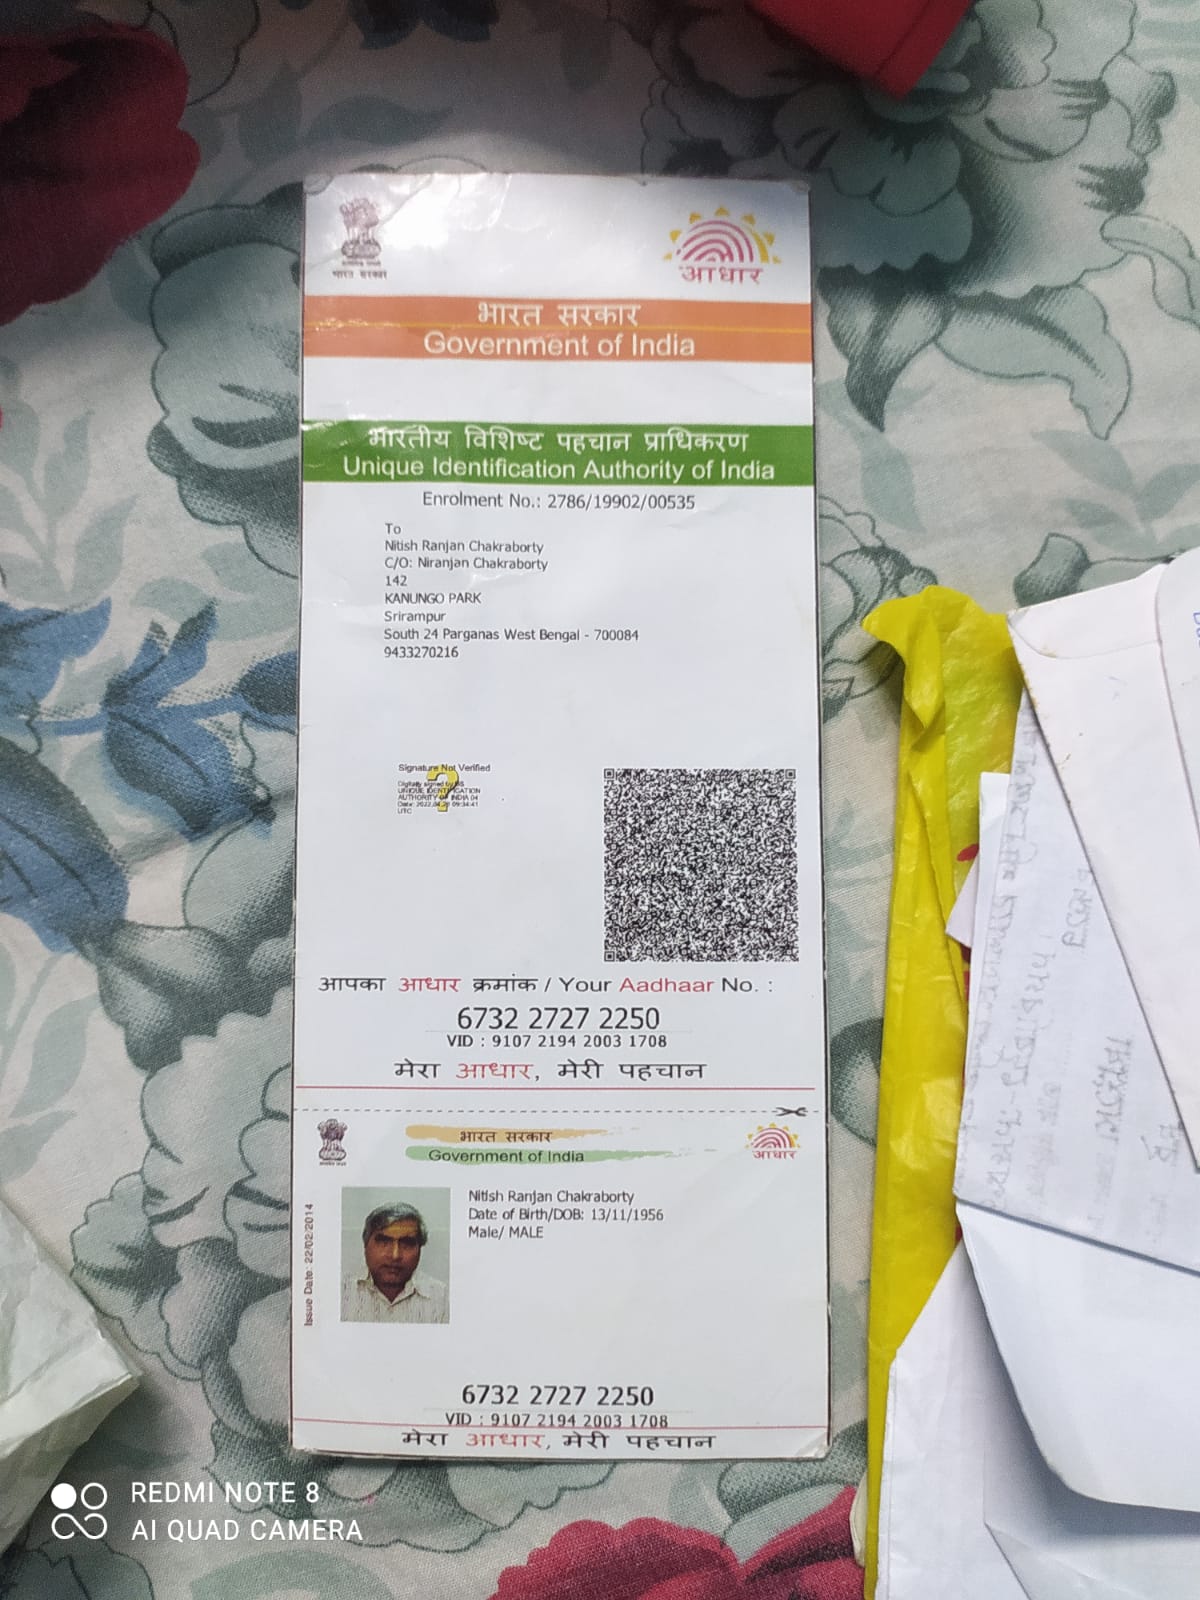 भारत सरकार
आधार
भारत सरकार
Government of India
भारतीय विशिष्ट पहचान प्राधिकरण
Unique Identification Authority of India
Enrolment No.: 2786/19902/00535
To
Nitish Ranjan Chakraborty
C/O: Niranjan Chakraborty
142
KANUNGO PARK
Srirampur
South 24 Parganas West Bengal - 700084
9433270216
Signature Not Verified
Digitally signed by
UNIQUE IDENTIFICATION
AUTHORITY OF INDIA 04
UTC
आपका आधार क्रमांक / Your Aadhaar No. :
6732 2727 2250
VID : 9107 2194 2003 1708
मेरा आधार, मेरी पहचान
भारत सरकार
Government of India
आधार
Issue Date: 22/02/2014
Nitish Ranjan Chakraborty
Date of Birth/DOB: 13/11/1956
Male/ MALE
6732 2727 2250
VID : 9107 2194 2003 1708
मेरा आधार, मेरी पहचान
REDMI NOTE 8
AI QUAD CAMERA